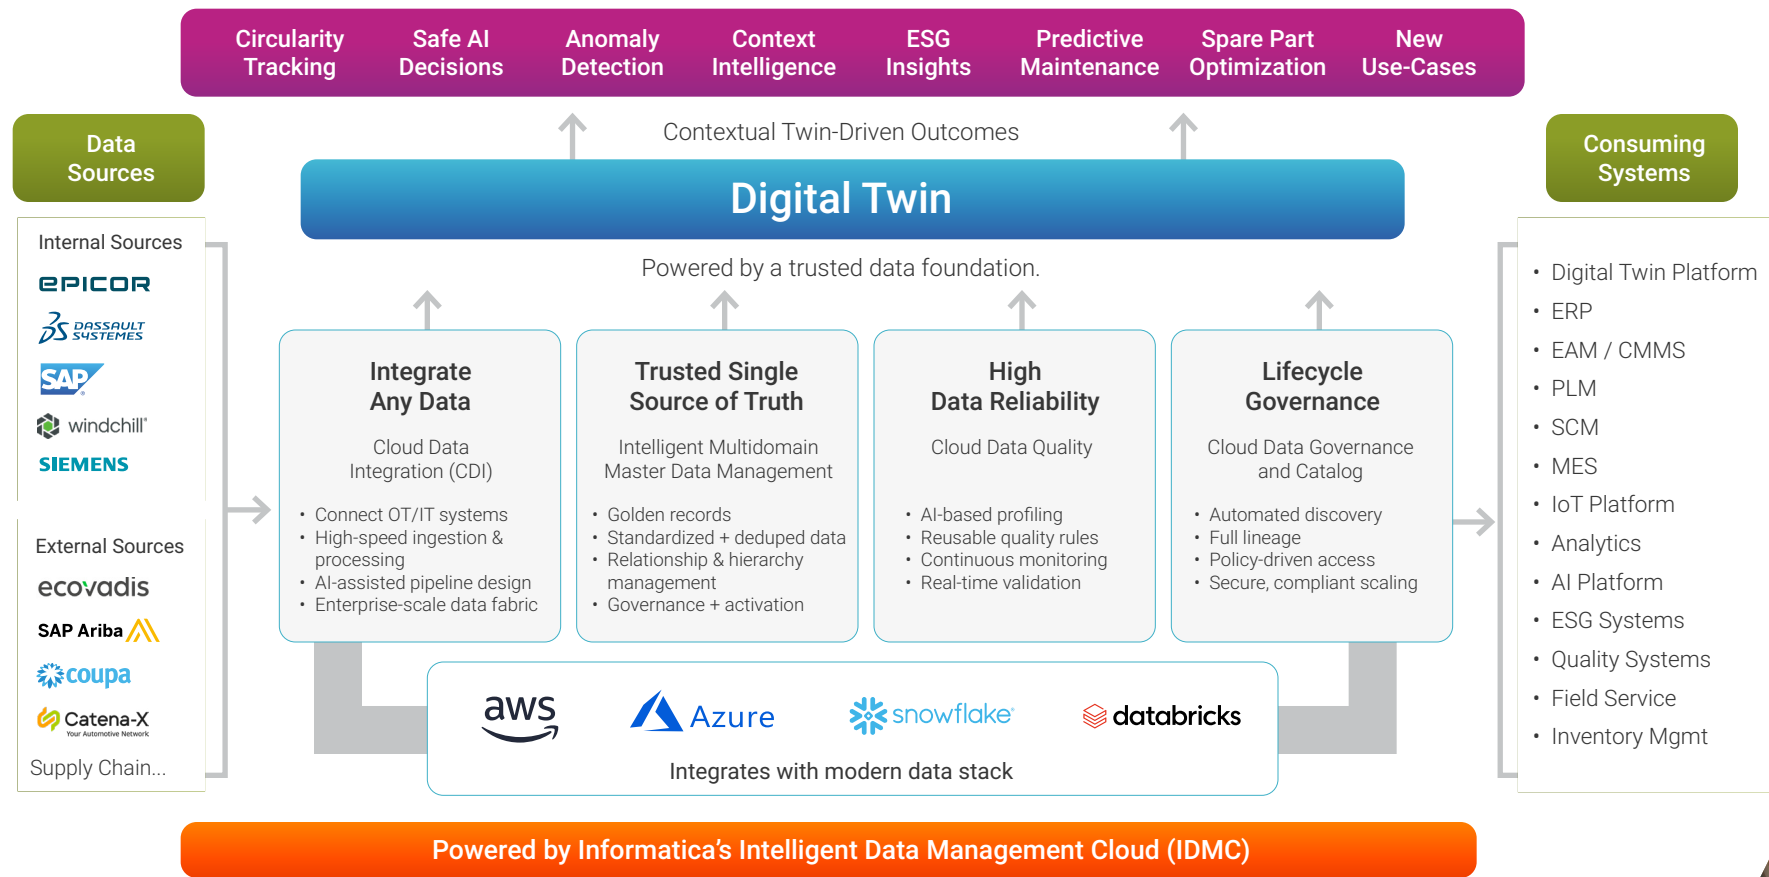 Circularity
Tracking
Safe AI
Decisions
Anomaly
Detection
Context
Intelligence
ESG
Insights
Predictive
Maintenance
Spare Part
Optimization
New
Use-Cases
Contextual Twin-Driven Outcomes
Digital Twin
Powered by a trusted data foundation.
Data
Sources
Internal Sources
EPICOR
3DS DASSAULT
SYSTEMES
SAP®
windchill®
SIEMENS
External Sources
ecovadis
SAP Ariba
coupa
Catena-X
Your Automotive Network
Supply Chain...
Integrate
Any Data
Cloud Data
Integration (CDI)
• Connect OT/IT systems
• High-speed ingestion &
processing
• AI-assisted pipeline design
• Enterprise-scale data fabric
Trusted Single
Source of Truth
Intelligent Multidomain
Master Data Management
• Golden records
• Standardized + deduped data
• Relationship & hierarchy
management
• Governance + activation
High
Data Reliability
Cloud Data Quality
• AI-based profiling
• Reusable quality rules
• Continuous monitoring
• Real-time validation
Lifecycle
Governance
Cloud Data Governance
and Catalog
• Automated discovery
• Full lineage
• Policy-driven access
• Secure, compliant scaling
aws
Azure
snowflake®
databricks
Integrates with modern data stack
Consuming
Systems
• Digital Twin Platform
• ERP
• EAM / CMMS
• PLM
• SCM
• MES
• IoT Platform
• Analytics
• AI Platform
• ESG Systems
• Quality Systems
• Field Service
• Inventory Mgmt
Powered by Informatica's Intelligent Data Management Cloud (IDMC)